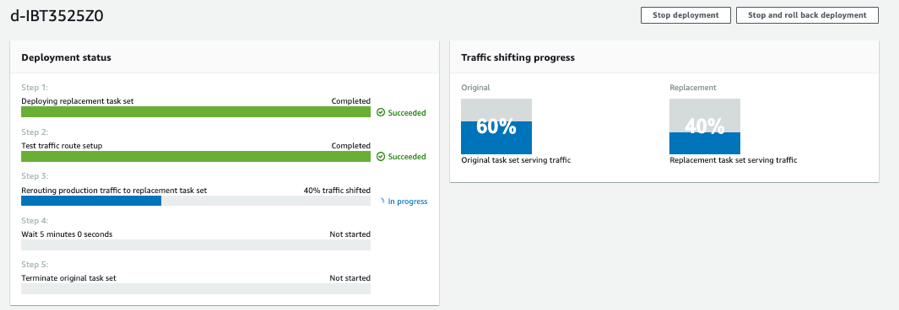 d-IBT3525Z0
Stop deployment
Stop and roll back deployment
Deployment status
Step 1:
Deploying replacement task set Completed
Succeeded
Step 2:
Test traffic route setup Completed
Succeeded
Step 3:
Rerouting production traffic to replacement task set 40% traffic shifted
In progress
Step 4:
Wait 5 minutes 0 seconds Not started
Step 5:
Terminate original task set Not started
Traffic shifting progress
Original
60%
Original task set serving traffic
Replacement
40%
Replacement task set serving traffic